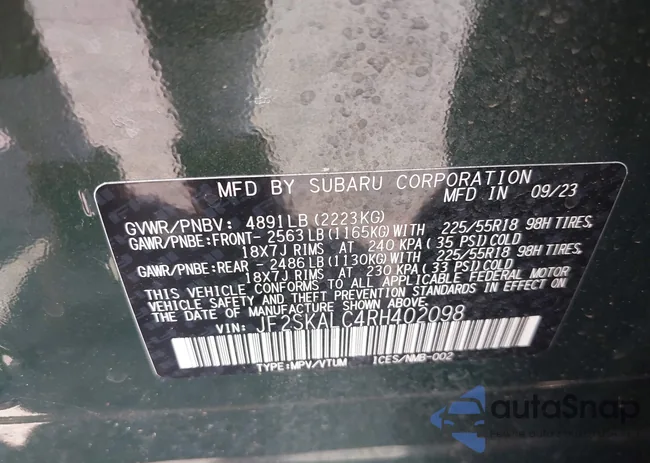 MFD BY SUBARU CORPORATION
MFD IN 09/23
GVWR/PNBV: 4891LB(2223KG)
GAWR/PNBE:FRONT-2563LB(1165KG)WITH 225/55R18 98H TIRES,
18X7J RIMS AT 240 KPA(35 PSI)COLD
GAWR/PNBE:REAR -2486LB(1130KG)WITH 225/55R18 98H TIRES,
18X7J RIMS AT 230 KPA(33 PSI)COLD
THIS VEHICLE CONFORMS TO ALL APPLICABLE FEDERAL MOTOR
VEHICLE SAFETY AND THEFT PREVENTION STANDARDS IN EFFECT ON
THE DATE OF MANUFACTURE SHOWN ABOVE.
VIN: JF2SKALC4RH402098
TYPE:MPV/VTUM ICES/NMB-002
autoSnap